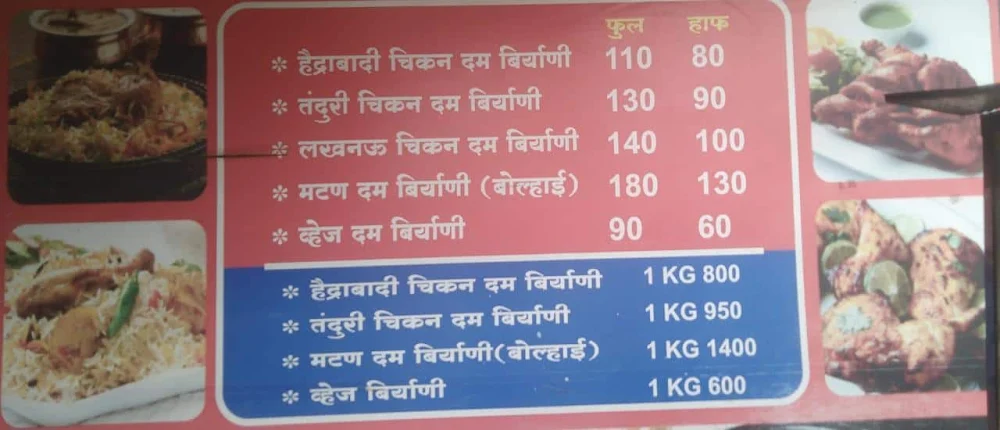 फुल हाफ
* हैद्राबादी चिकन दम बिर्याणी 110 80
* तंदुरी चिकन दम बिर्याणी 130 90
* लखनऊ चिकन दम बिर्याणी 140 100
* मटण दम बिर्याणी (बोल्हाई) 180 130
* व्हेज दम बिर्याणी 90 60
* हैद्राबादी चिकन दम बिर्याणी 1 KG 800
* तंदुरी चिकन दम बिर्याणी 1 KG 950
* मटण दम बिर्याणी(बोल्हाई) 1 KG 1400
* व्हेज बिर्याणी 1 KG 600